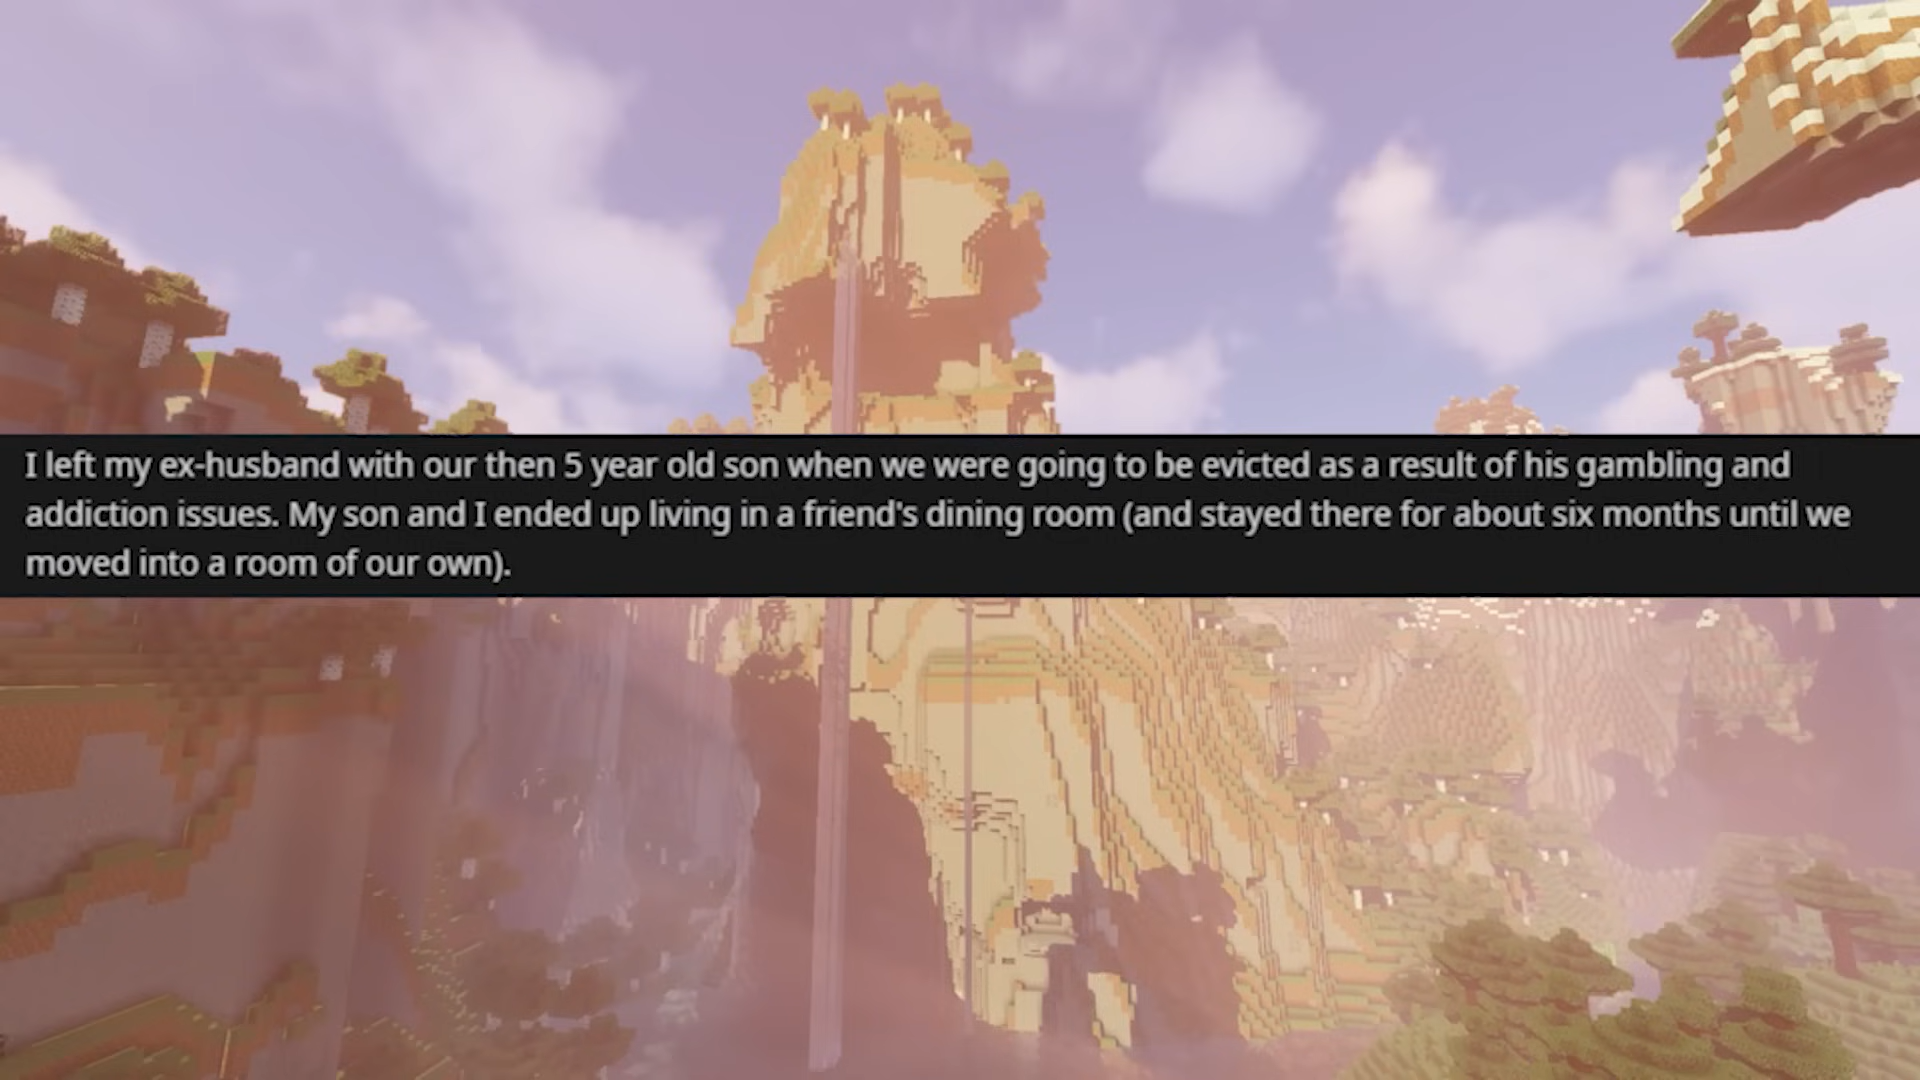 I left my ex-husband with our then 5 year old son when we were going to be evicted as a result of his gambling and
addiction issues. My son and I ended up living in a friend's dining room (and stayed there for about six months until we
moved into a room of our own).